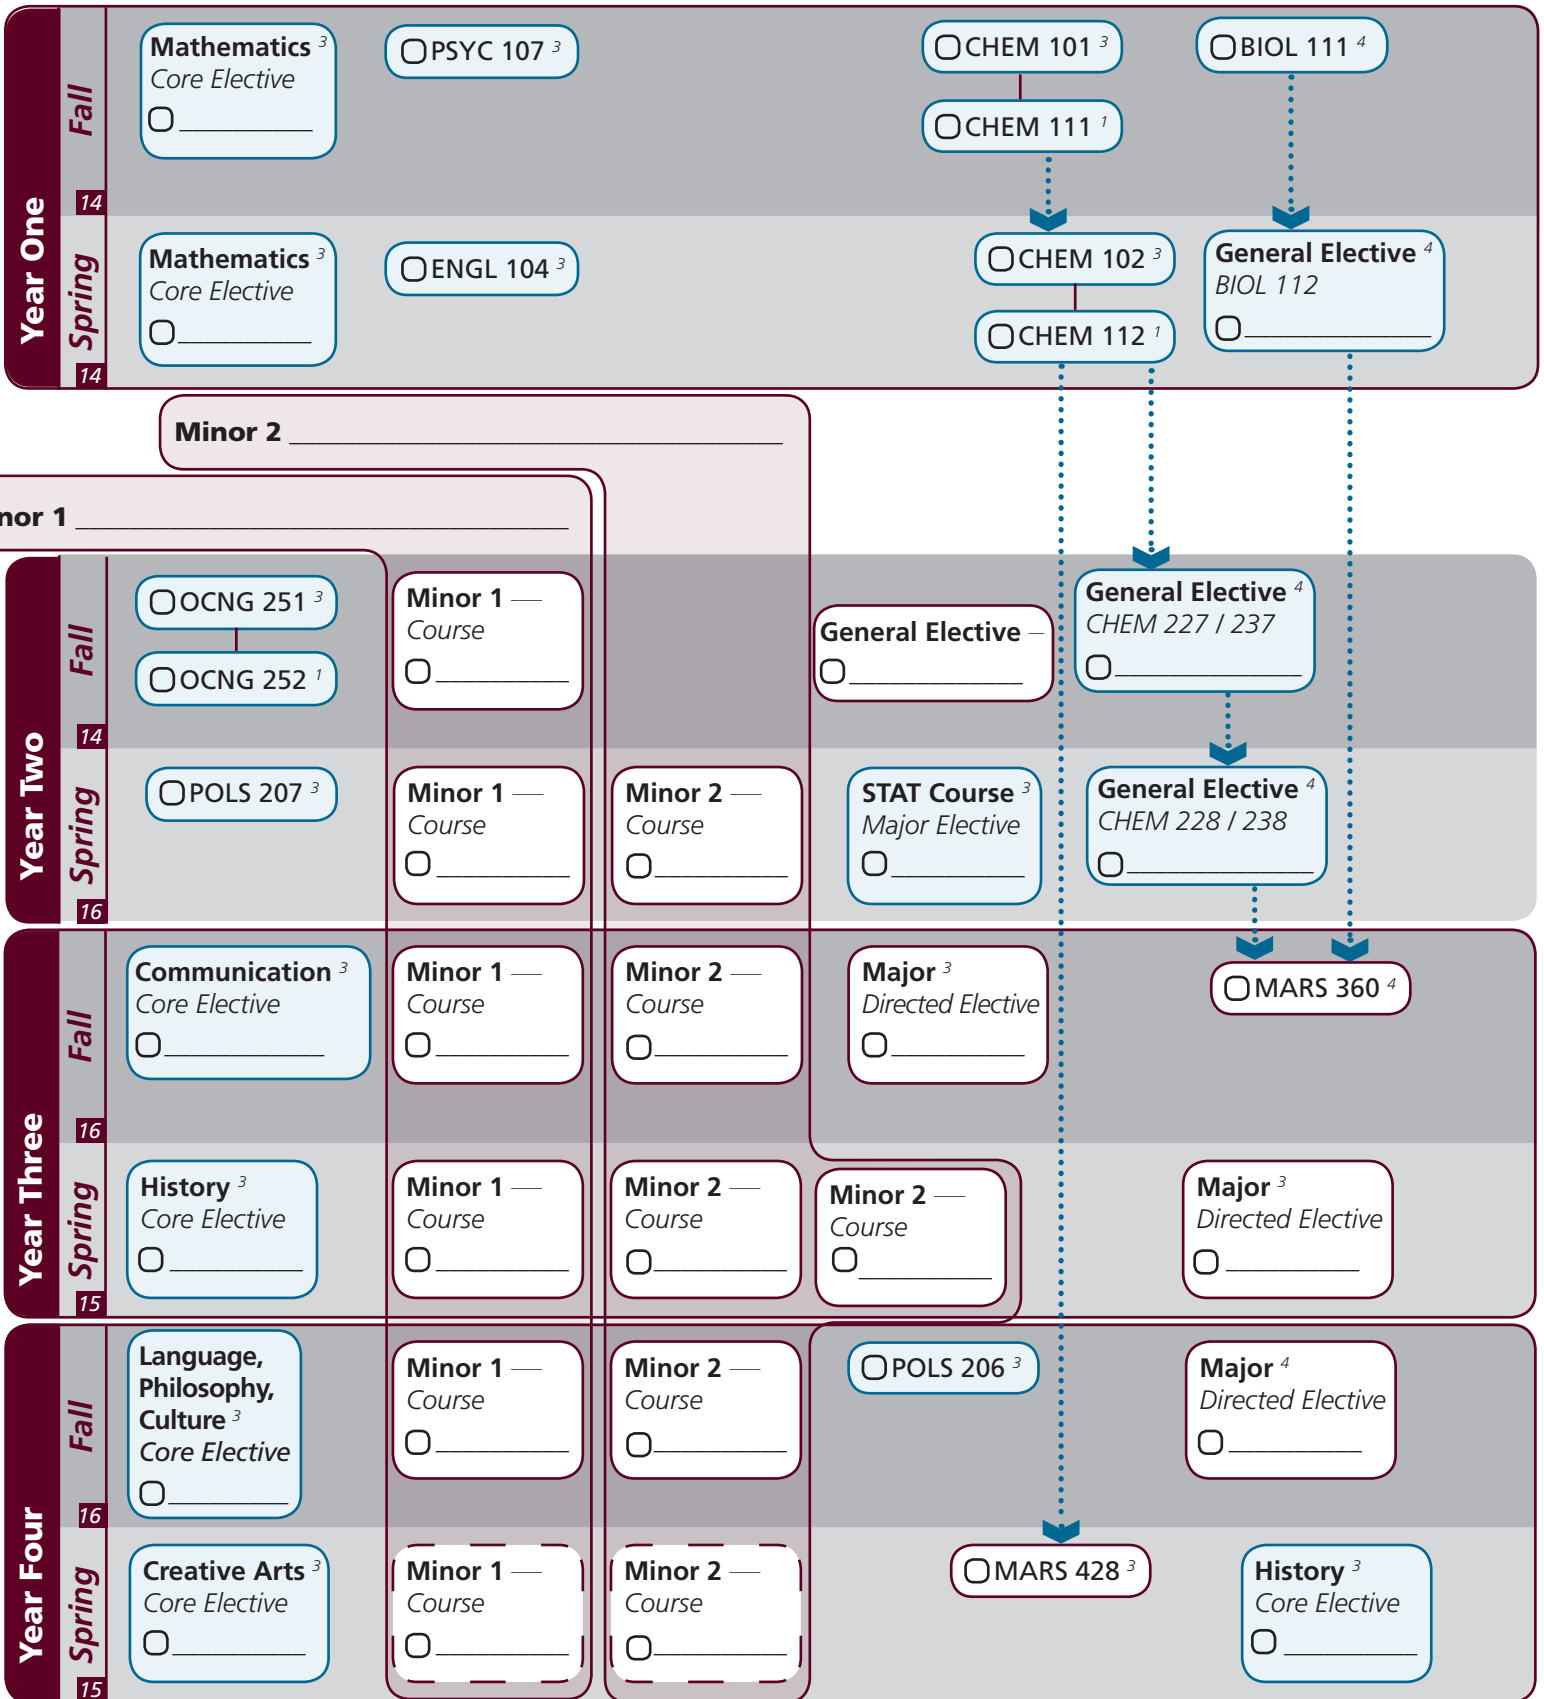 Year One
Fall
14
Mathematics 3
Core Elective
PSYC 107 3
CHEM 101 3
CHEM 111 1
BIOL 111 4
Spring
14
Mathematics 3
Core Elective
ENGL 104 3
CHEM 102 3
CHEM 112 1
General Elective 4
BIOL 112
Minor 2
nor 1
Year Two
Fall
14
OCNG 251 3
OCNG 252 1
Minor 1
Course
General Elective
General Elective 4
CHEM 227 / 237
Spring
16
POLS 207 3
Minor 1
Course
Minor 2
Course
STAT Course 3
Major Elective
General Elective 4
CHEM 228 / 238
Year Three
Fall
16
Communication 3
Core Elective
Minor 1
Course
Minor 2
Course
Major 3
Directed Elective
MARS 360 4
Spring
15
History 3
Core Elective
Minor 1
Course
Minor 2
Course
Minor 2
Course
Major 3
Directed Elective
Year Four
Fall
16
Language,
Philosophy,
Culture 3
Core Elective
Minor 1
Course
Minor 2
Course
POLS 206 3
Major 4
Directed Elective
Spring
15
Creative Arts 3
Core Elective
Minor 1
Course
Minor 2
Course
MARS 428 3
History 3
Core Elective